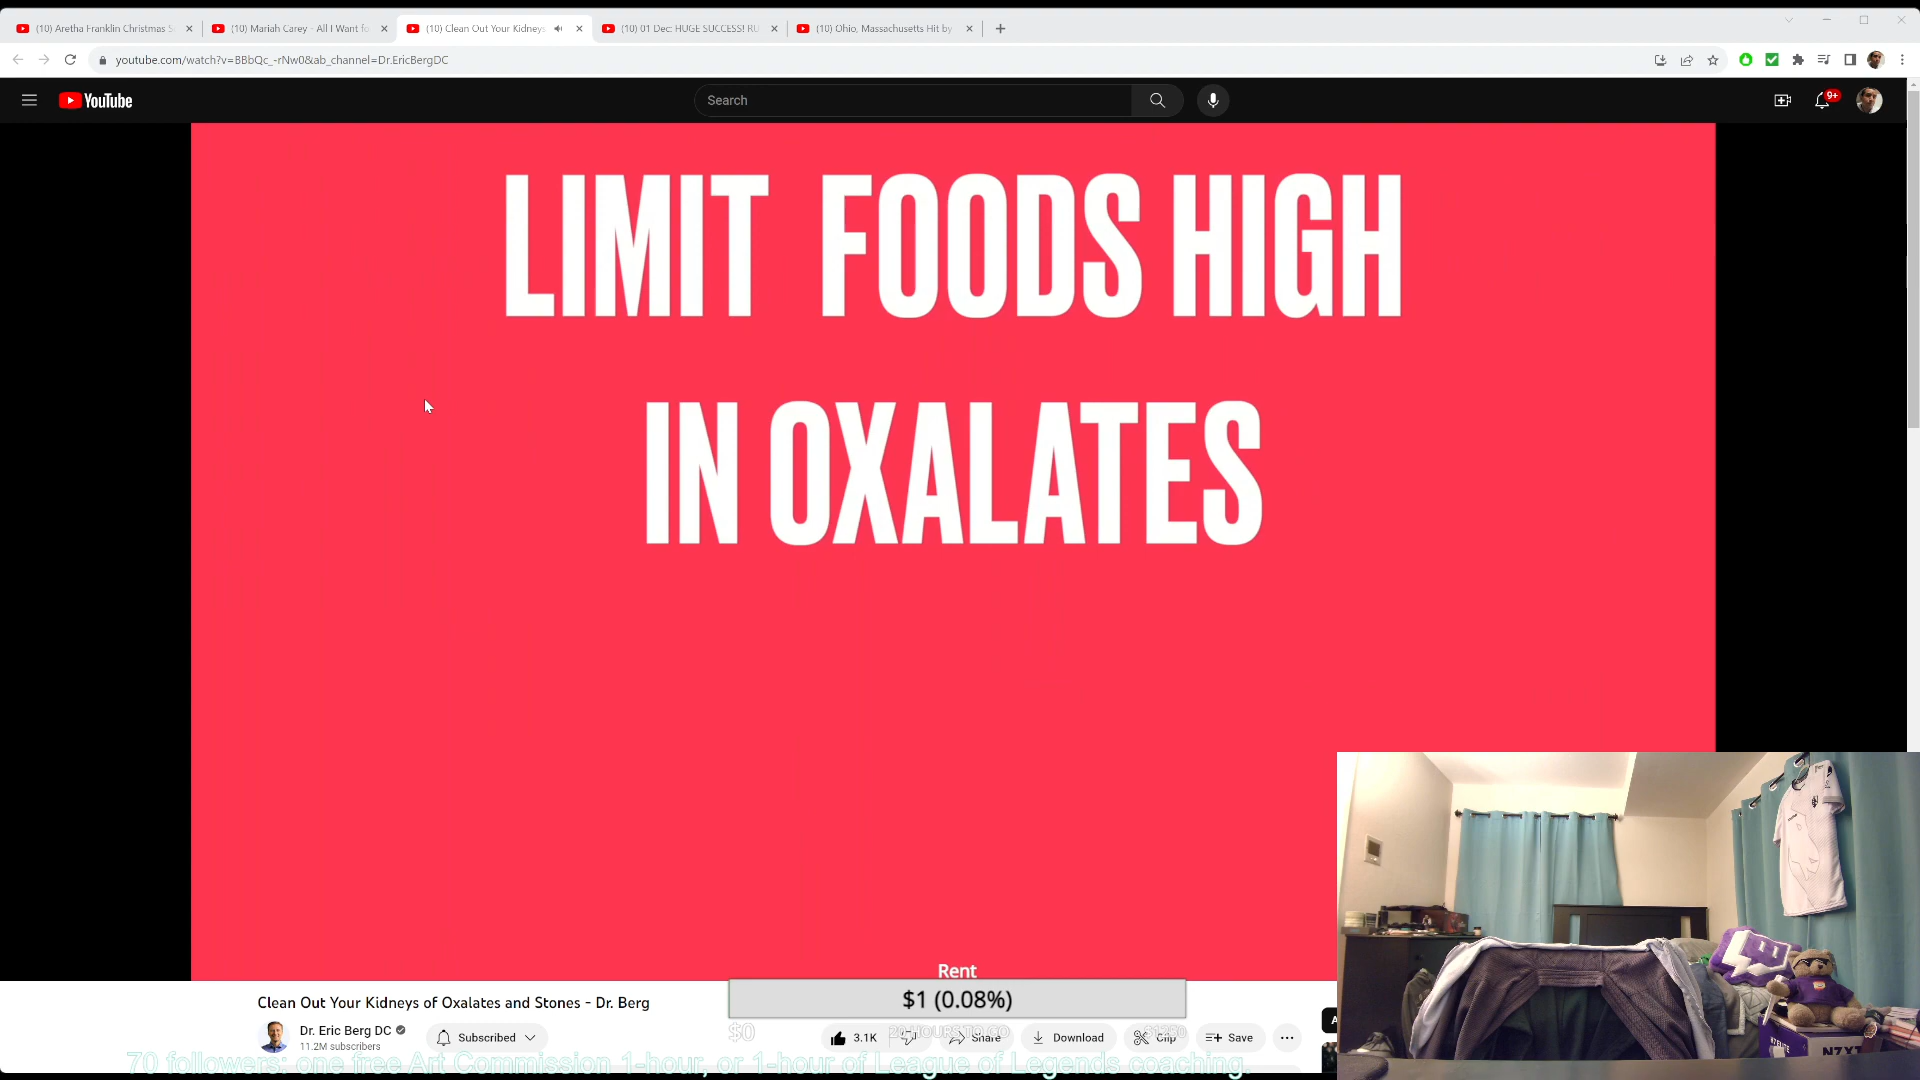 (10) Aretha Franklin Christmas S
(10) Mariah Carey - All I Want fo
(10) Clean Out Your Kidneys
(10) 01 Dec: HUGE SUCCESS! RU
(10) Ohio, Massachusetts Hit by
youtube.com/watch?v=BBbQc_-rNw0&ab_channel=Dr.EricBergDC
YouTube
Search
9+
LIMIT FOODS HIGH
IN OXALATES
Rent
$1 (0.08%)
Clean Out Your Kidneys of Oxalates and Stones - Dr. Berg
Dr. Eric Berg DC
11.2M subscribers
Subscribed
$0
3.1K
Share
Download
Clip
Save
70 followers: one free Art Commission 1-hour, or 1-hour of League of Legends coaching.
NZXT